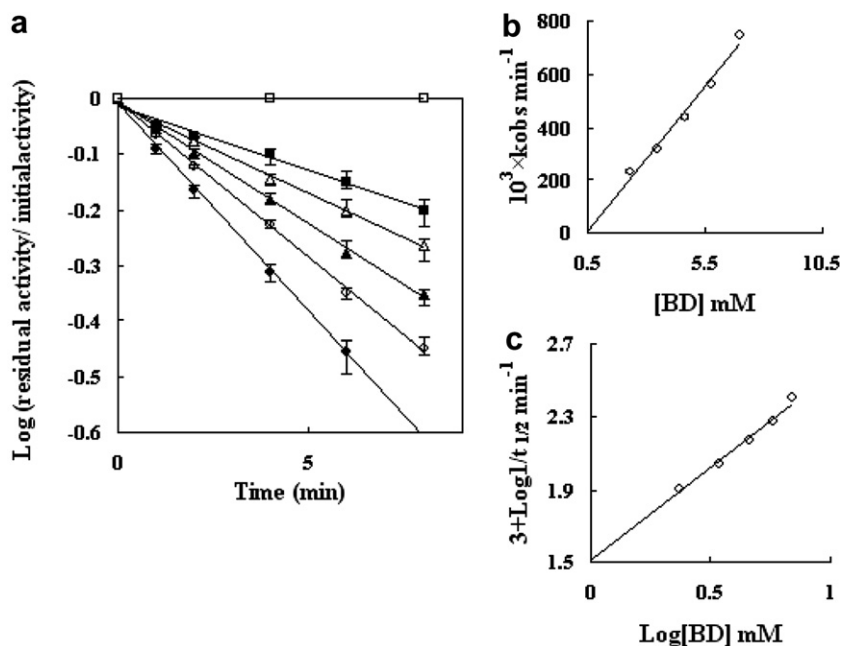 a
Log (residual activity/ initialactivity)
0
-0.1
-0.2
-0.3
-0.4
-0.5
-0.6
0
5
Time (min)
b
10³ × kobs min⁻¹
800
600
400
200
0
0.5
5.5
10.5
[BD] mM
c
3+Log1/t 1/2 min⁻¹
2.7
2.3
1.9
1.5
0
0.5
1
Log[BD] mM